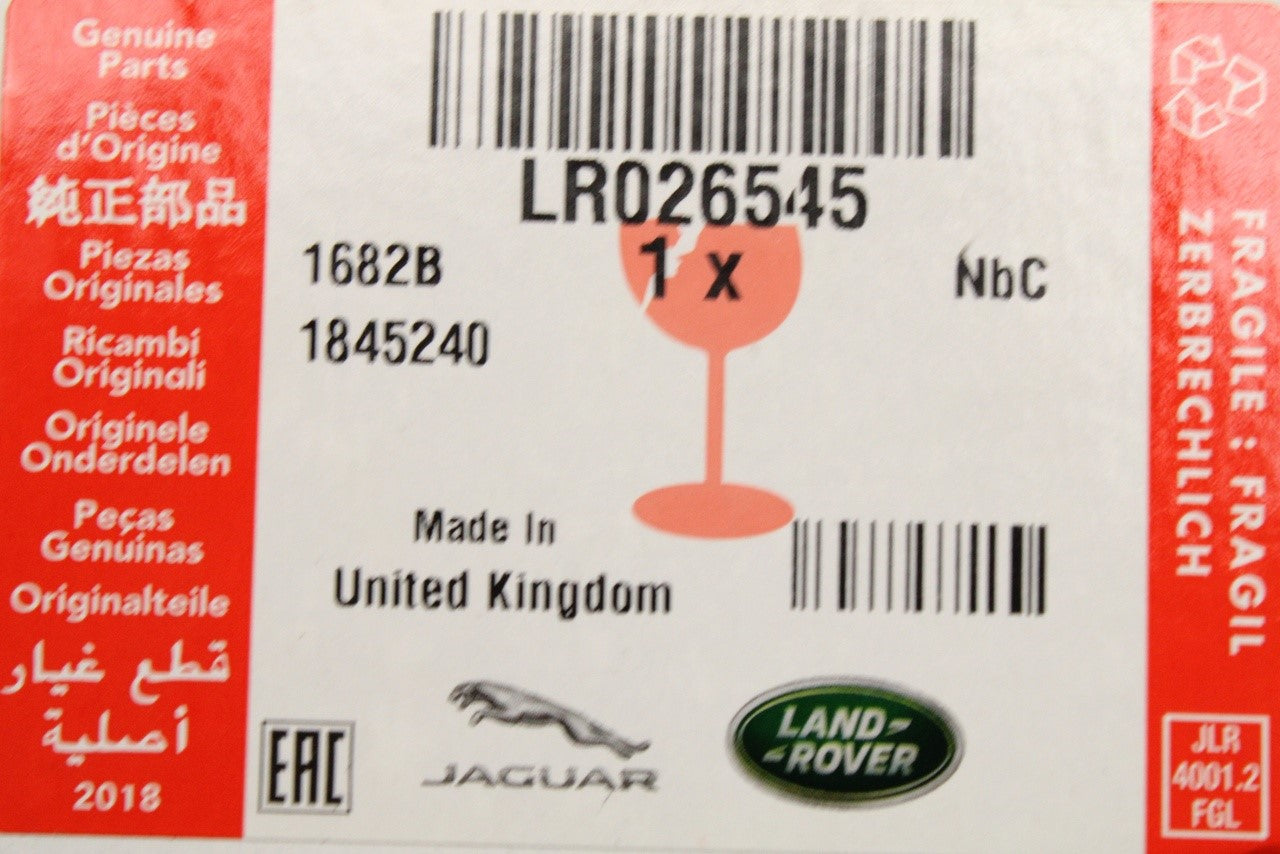 Genuine
Parts
Pièces
d'Origine
純正部品
Piezas
Originales
Ricambi
Originali
Originele
Onderdelen
Peças
Genuinas
Originalteile
قطع غيار
أصلية
2018
LR026545
1682B
1 x
NbC
1845240
Made In
United Kingdom
EAC
JAGUAR
LAND-
-ROVER
FRAGILE : FRAGIL
ZERBRECHLICH
JLR
4001.2
FGL